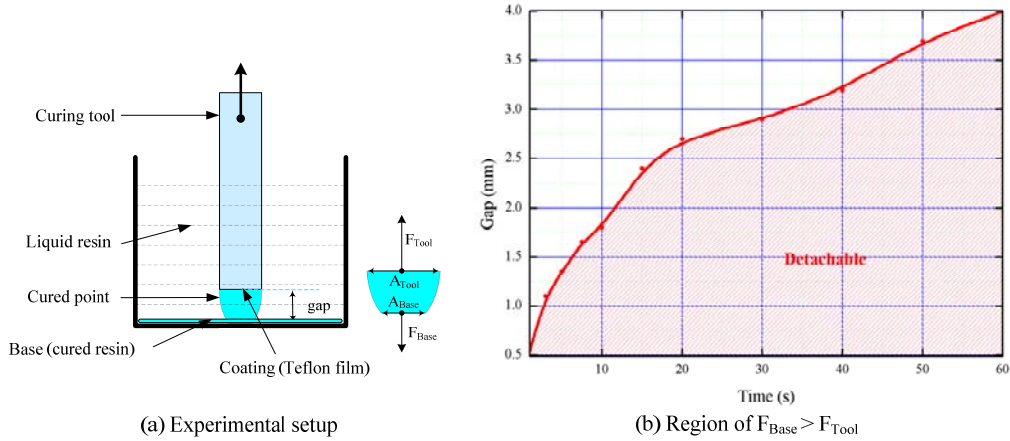 Curing tool
Liquid resin
Cured point
Base (cured resin)
gap
Coating (Teflon film)
F_Tool
A_Tool
A_Base
F_Base
(a) Experimental setup
Gap (mm)
4.0
3.5
3.0
2.5
2.0
1.5
1.0
0.5
Detachable
10 20 30 40 50 60
Time (s)
(b) Region of F_Base > F_Tool